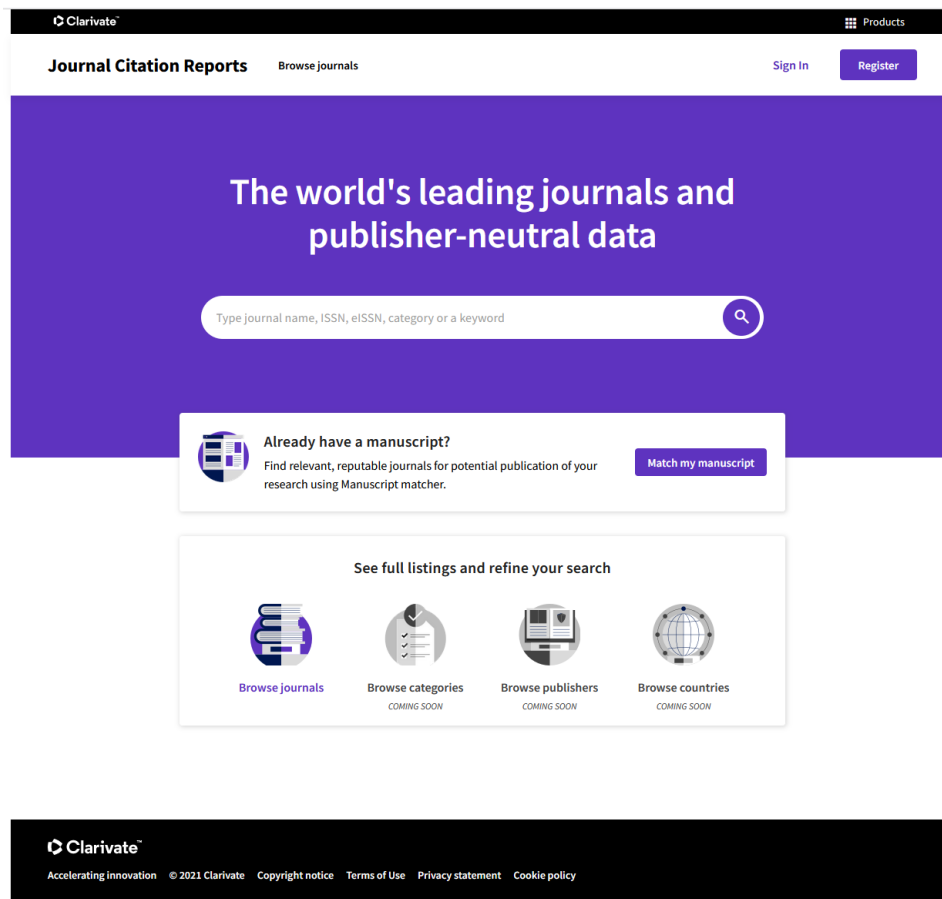 Clarivate™
Products
Journal Citation Reports
Browse journals
Sign In
Register
The world's leading journals and
publisher-neutral data
Type journal name, ISSN, eISSN, category or a keyword
Already have a manuscript?
Find relevant, reputable journals for potential publication of your
research using Manuscript matcher.
Match my manuscript
See full listings and refine your search
Browse journals
Browse categories
COMING SOON
Browse publishers
COMING SOON
Browse countries
COMING SOON
Clarivate™
Accelerating innovation © 2021 Clarivate Copyright notice Terms of Use Privacy statement Cookie policy